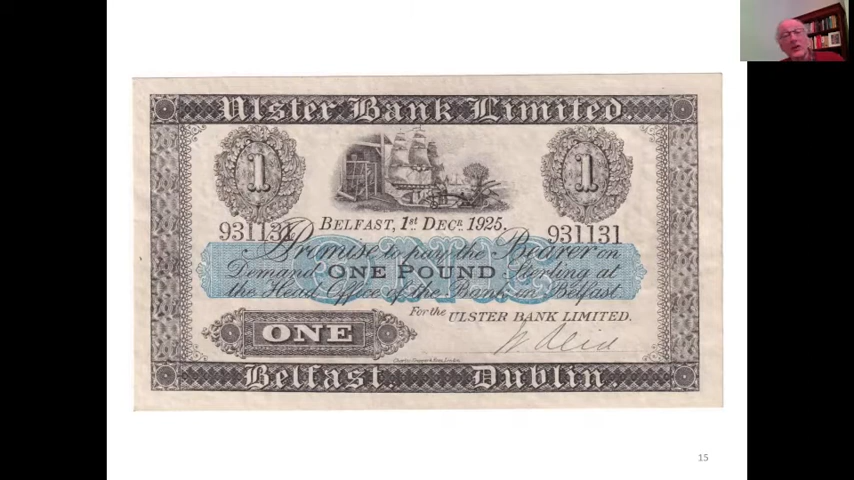 Ulster Bank Limited.
1 1
BELFAST, 1st DECR. 1925.
931131 931131
Promise to pay the Bearer on
Demand ONE POUND Sterling at
the Head Office of the Bank in Belfast
For the ULSTER BANK LIMITED.
ONE
W. Reid
Belfast. Dublin.
15